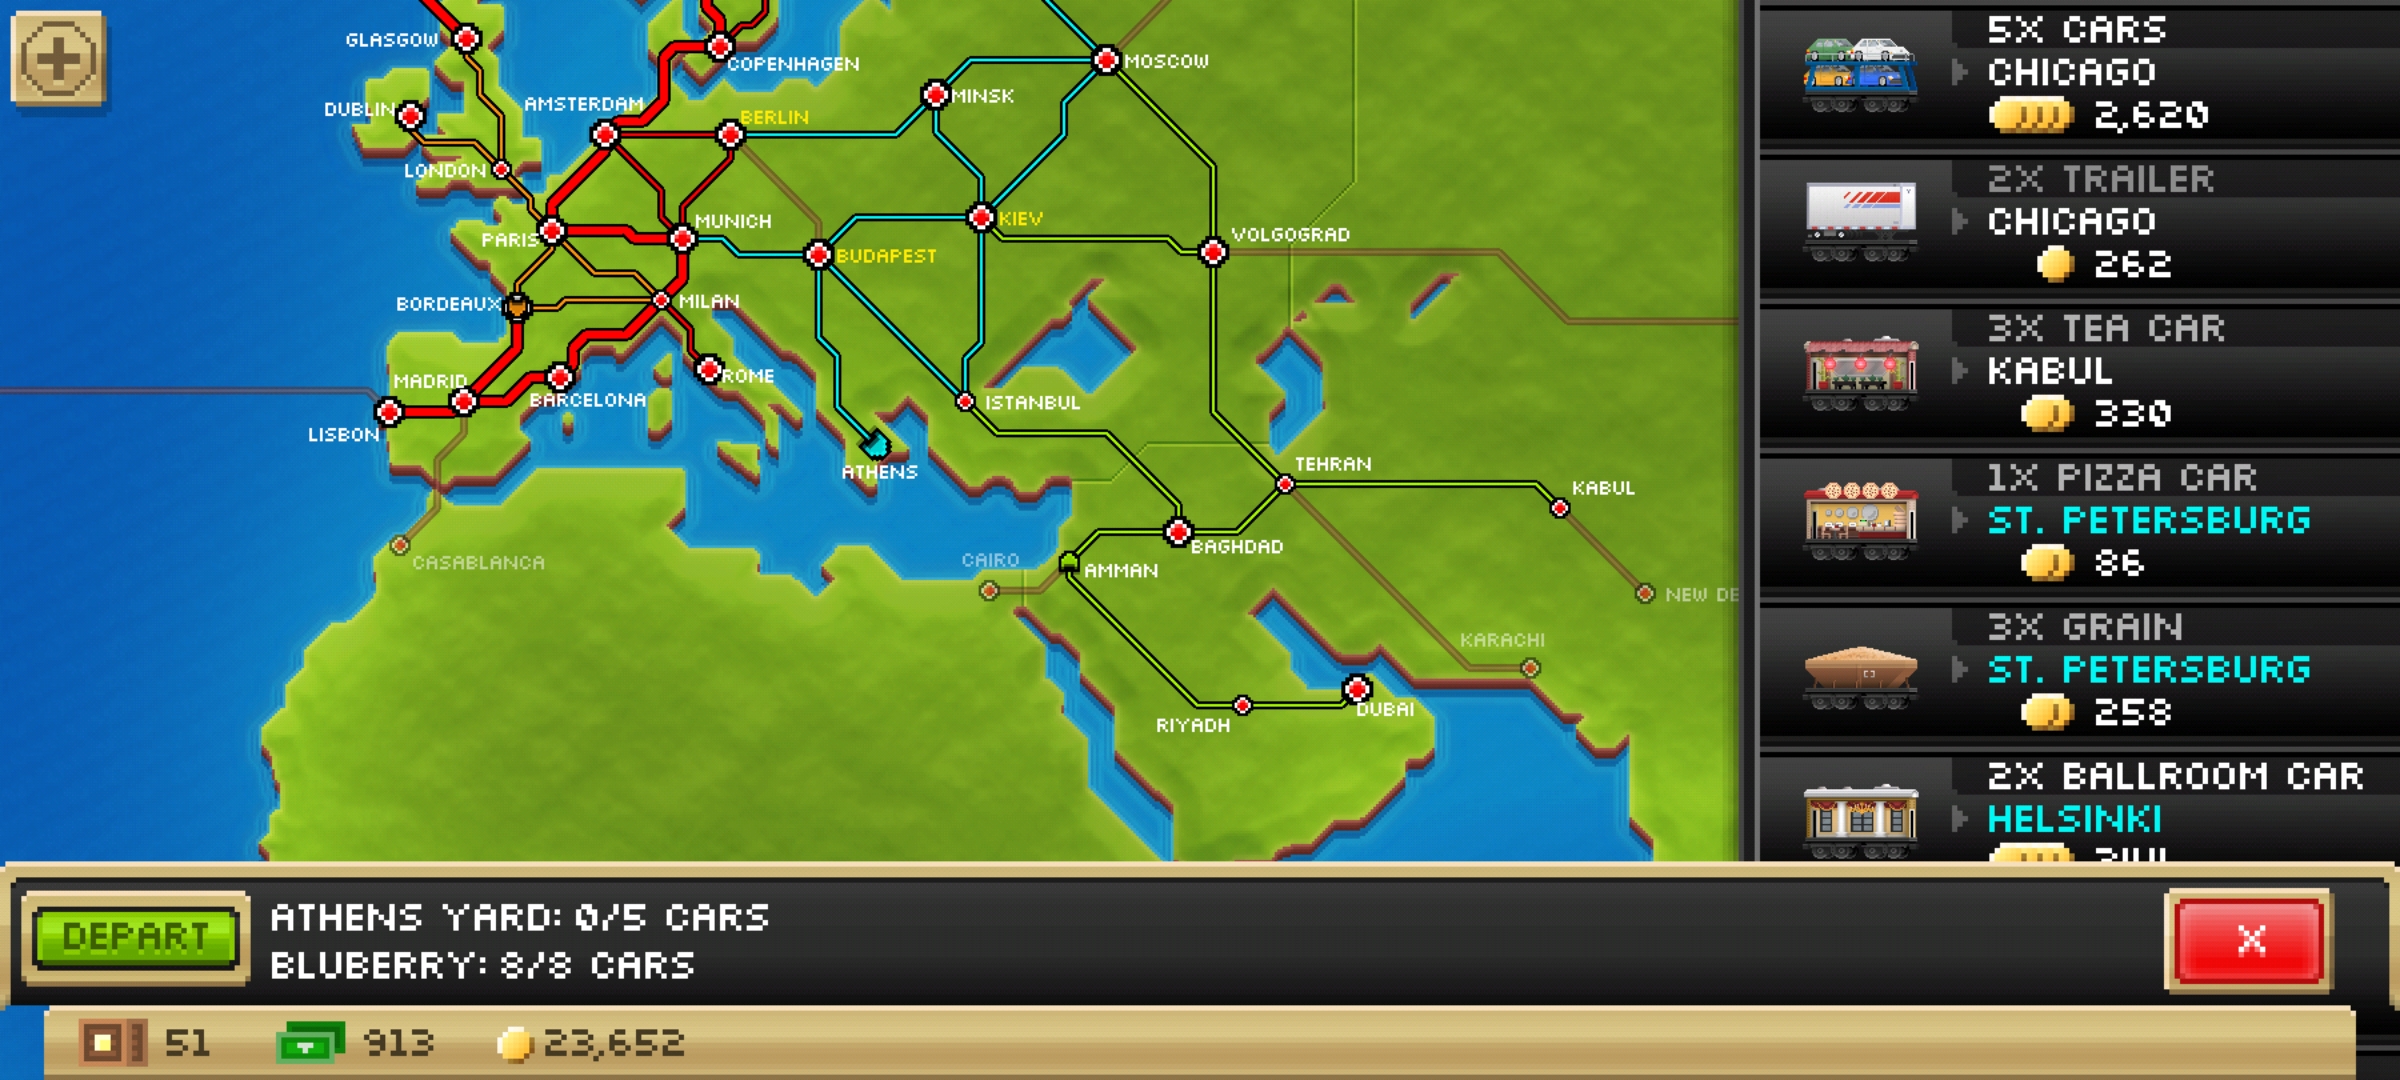 GLASGOW
COPENHAGEN
MOSCOW
DUBLIN
AMSTERDAM
BERLIN
MINSK
LONDON
PARIS
MUNICH
KIEV
BUDAPEST
VOLGOGRAD
BORDEAUX
MILAN
MADRID
BARCELONA
ROME
ISTANBUL
LISBON
ATHENS
TEHRAN
KABUL
CASABLANCA
CAIRO
BAGHDAD
AMMAN
NEW DE
KARACHI
RIYADH
DUBAI
5X CARS
CHICAGO
2,620
2X TRAILER
CHICAGO
262
3X TEA CAR
KABUL
330
1X PIZZA CAR
ST. PETERSBURG
86
3X GRAIN
ST. PETERSBURG
258
2X BALLROOM CAR
HELSINKI
DEPART
ATHENS YARD: 0/5 CARS
BLUBERRY: 8/8 CARS
X
51
913
23,652